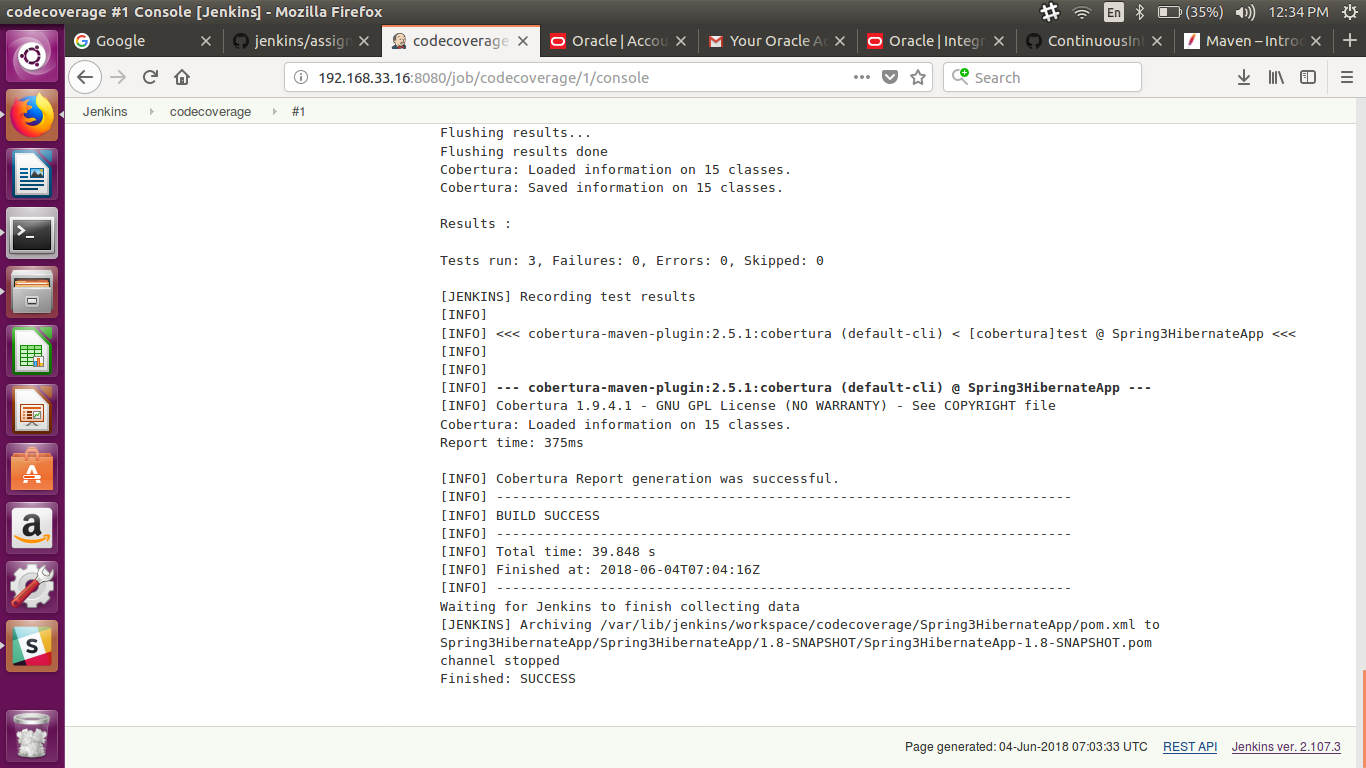 codecoverage #1 Console [Jenkins] - Mozilla Firefox
En
(35%)
12:34 PM
Google
jenkins/assign
codecoverage
Oracle | Accou
Your Oracle Ac
Oracle | Integr
ContinuousInt
Maven – Introd
192.168.33.16:8080/job/codecoverage/1/console
Search
Jenkins
codecoverage
#1
Flushing results...
Flushing results done
Cobertura: Loaded information on 15 classes.
Cobertura: Saved information on 15 classes.
Results :
Tests run: 3, Failures: 0, Errors: 0, Skipped: 0
[JENKINS] Recording test results
[INFO]
[INFO] <<< cobertura-maven-plugin:2.5.1:cobertura (default-cli) < [cobertura]test @ Spring3HibernateApp <<<
[INFO]
[INFO]
[INFO] --- cobertura-maven-plugin:2.5.1:cobertura (default-cli) @ Spring3HibernateApp ---
[INFO] Cobertura 1.9.4.1 - GNU GPL License (NO WARRANTY) - See COPYRIGHT file
Cobertura: Loaded information on 15 classes.
Report time: 375ms
[INFO] Cobertura Report generation was successful.
[INFO] ------------------------------------------------------------------------
[INFO] BUILD SUCCESS
[INFO] ------------------------------------------------------------------------
[INFO] Total time: 39.848 s
[INFO] Finished at: 2018-06-04T07:04:16Z
[INFO] ------------------------------------------------------------------------
Waiting for Jenkins to finish collecting data
[JENKINS] Archiving /var/lib/jenkins/workspace/codecoverage/Spring3HibernateApp/pom.xml to
Spring3HibernateApp/Spring3HibernateApp/1.8-SNAPSHOT/Spring3HibernateApp-1.8-SNAPSHOT.pom
channel stopped
Finished: SUCCESS
Page generated: 04-Jun-2018 07:03:33 UTC
REST API
Jenkins ver. 2.107.3